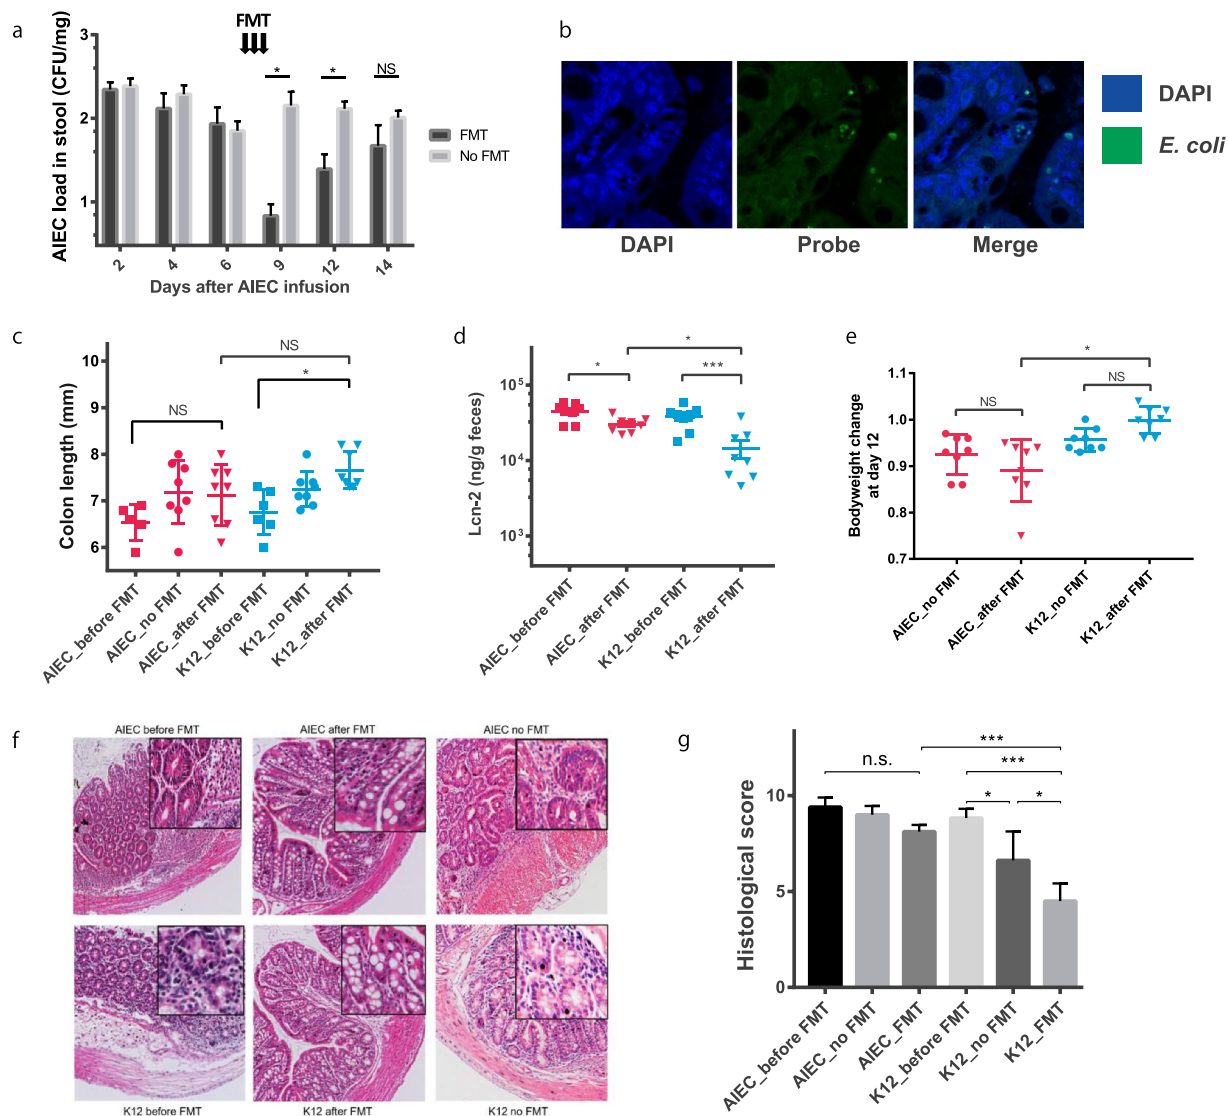 a
FMT
AIEC load in stool (CFU/mg)
3
2
1
*
*
NS
FMT
No FMT
2
4
6
9
12
14
Days after AIEC infusion
b
DAPI
Probe
Merge
DAPI
E. coli
c
Colon length (mm)
10
9
8
7
6
NS
*
NS
AIEC_before FMT
AIEC_no FMT
AIEC_after FMT
K12_before FMT
K12_no FMT
K12_after FMT
d
Lcn-2 (ng/g feces)
10⁵
10⁴
10³
*
*
***
AIEC_before FMT
AIEC_after FMT
K12_before FMT
K12_after FMT
e
Bodyweight change
at day 12
1.1
1.0
0.9
0.8
0.7
*
NS
NS
AIEC_no FMT
AIEC_after FMT
K12_no FMT
K12_after FMT
f
AIEC before FMT
AIEC after FMT
AIEC no FMT
K12 before FMT
K12 after FMT
K12 no FMT
g
Histological score
10
5
0
n.s.
***
***
*
*
AIEC_before FMT
AIEC_no FMT
AIEC_FMT
K12_before FMT
K12_no FMT
K12_FMT